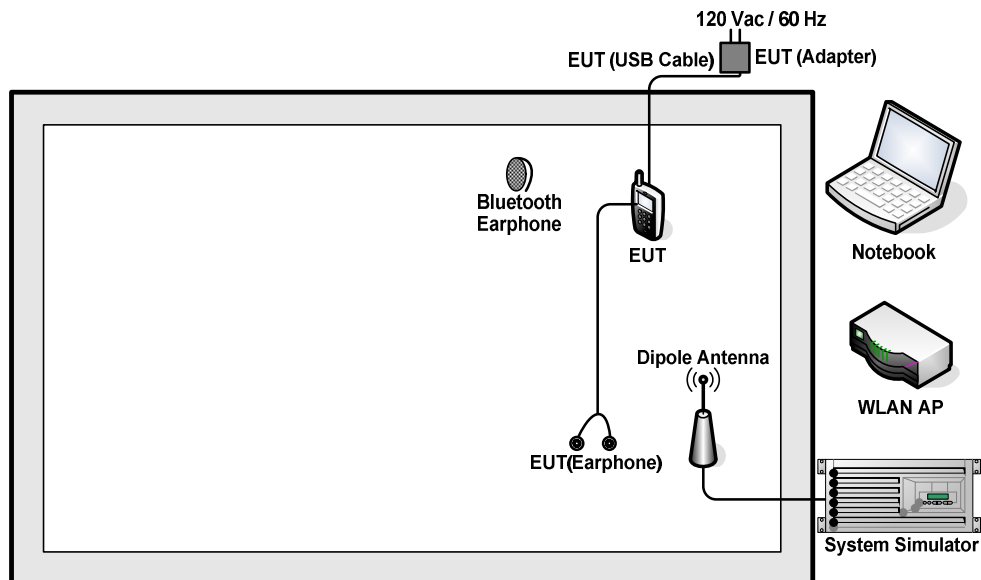 120 Vac / 60 Hz
EUT (USB Cable)
EUT (Adapter)
Bluetooth
Earphone
EUT
Notebook
Dipole Antenna
WLAN AP
EUT(Earphone)
System Simulator